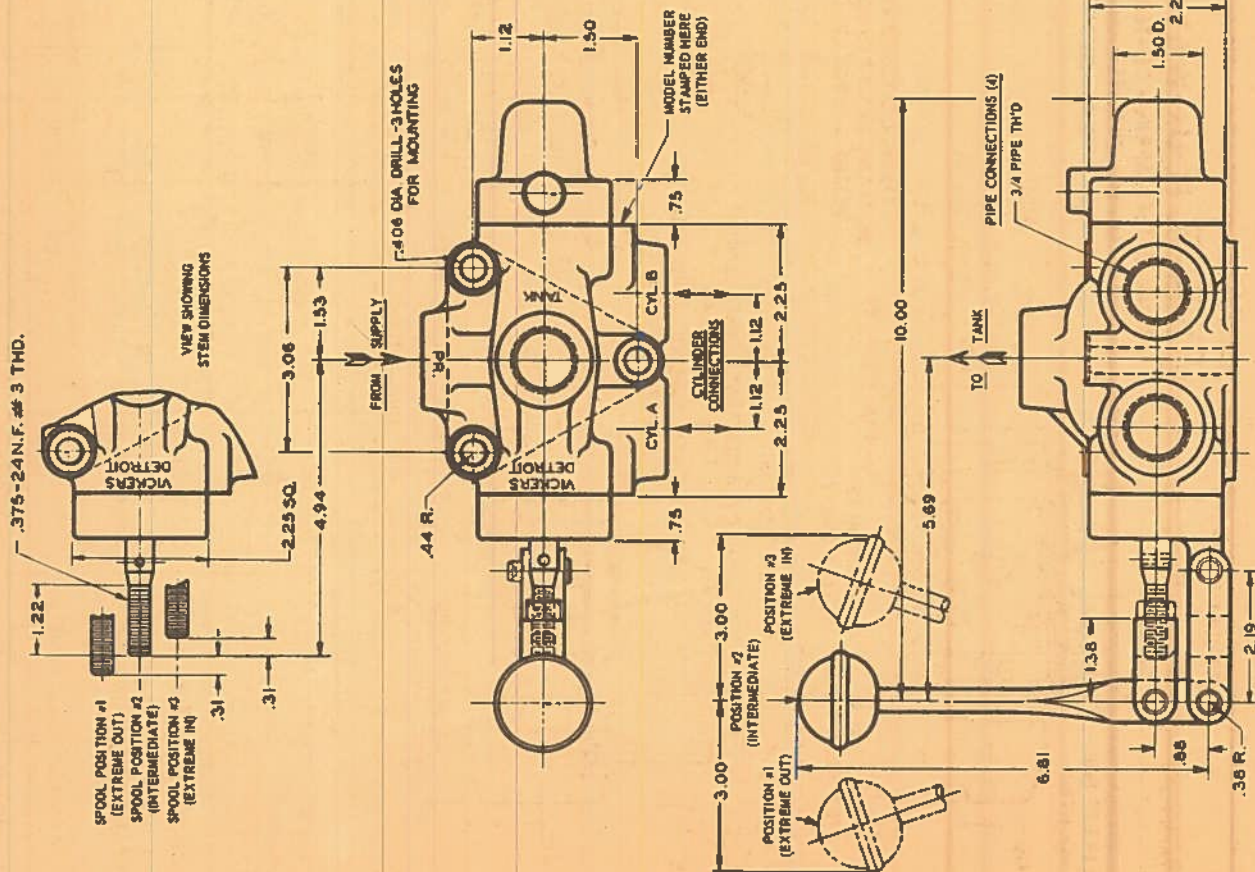 .375-24 N.F. # 3 THD.
1.22
SPOOL POSITION #1
(EXTREME OUT)
SPOOL POSITION #2
(INTERMEDIATE)
SPOOL POSITION #3
(EXTREME IN)
.31
.31
VICKERS
DETROIT
VIEW SHOWING
STEM DIMENSIONS
2.25 SQ.
4.94
3.06
1.53
.406 DIA. DRILL-3 HOLES
FOR MOUNTING
1.12
1.50
FROM SUPPLY
PR.
.44 R.
VICKERS
DETROIT
TANK
CYL. A
CYL. B
CYLINDER
CONNECTIONS
MODEL NUMBER
STAMPED HERE
(EITHER END)
.75
.75
1.12
1.12
2.25
2.25
3.00
3.00
POSITION #1
(EXTREME OUT)
POSITION #2
(INTERMEDIATE)
POSITION #3
(EXTREME IN)
10.00
5.69
TO TANK
PIPE CONNECTIONS (4)
3/4 PIPE TH'D
1.50 D.
6.81
1.38
.88
.38 R.
2.19